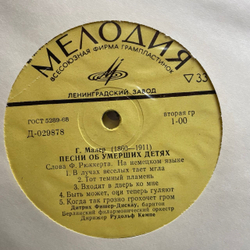 МЕЛОДИЯ
ВСЕСОЮЗНАЯ ФИРМА ГРАМПЛАСТИНОК
▽ 33
ЛЕНИНГРАДСКИЙ ЗАВОД
ГОСТ 5289-68
Д-029878
вторая гр
1-00
Г. Малер (1860-1911)
ПЕСНИ ОБ УМЕРШИХ ДЕТЯХ
Слова Ф. Рюккерта. На немецком языке
1. В лучах веселых тает мгла
2. Тот темный пламень
3. Входит в дверь ко мне
4. Быть может, они теперь гуляют
5. Когда так грозно грохочет гром
Дитрих Фишер-Дискау, баритон
Берлинский филармонический оркестр
Дирижер Рудольф Кемпе